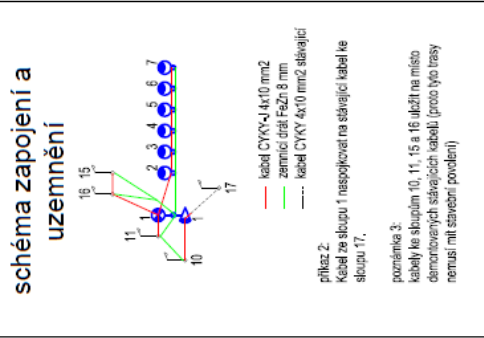 schéma zapojení a
uzemnění
16
15
11
1
2
3
4
5
6
7
1
10
17
kabel CYKY-J 4x10 mm2
zemnící drát FeZn 8 mm
kabel CYKY 4x10 mm2 stávající
příkaz 2:
Kabel ze sloupu 1 naspojkovat na stávající kabel ke
sloupu 17.
poznámka 3:
kabely ke sloupům 10, 11, 15 a 16 uložit na místo
demontovaných stávajících kabelů (proto tyto trasy
nemusí mít stavební povolení)